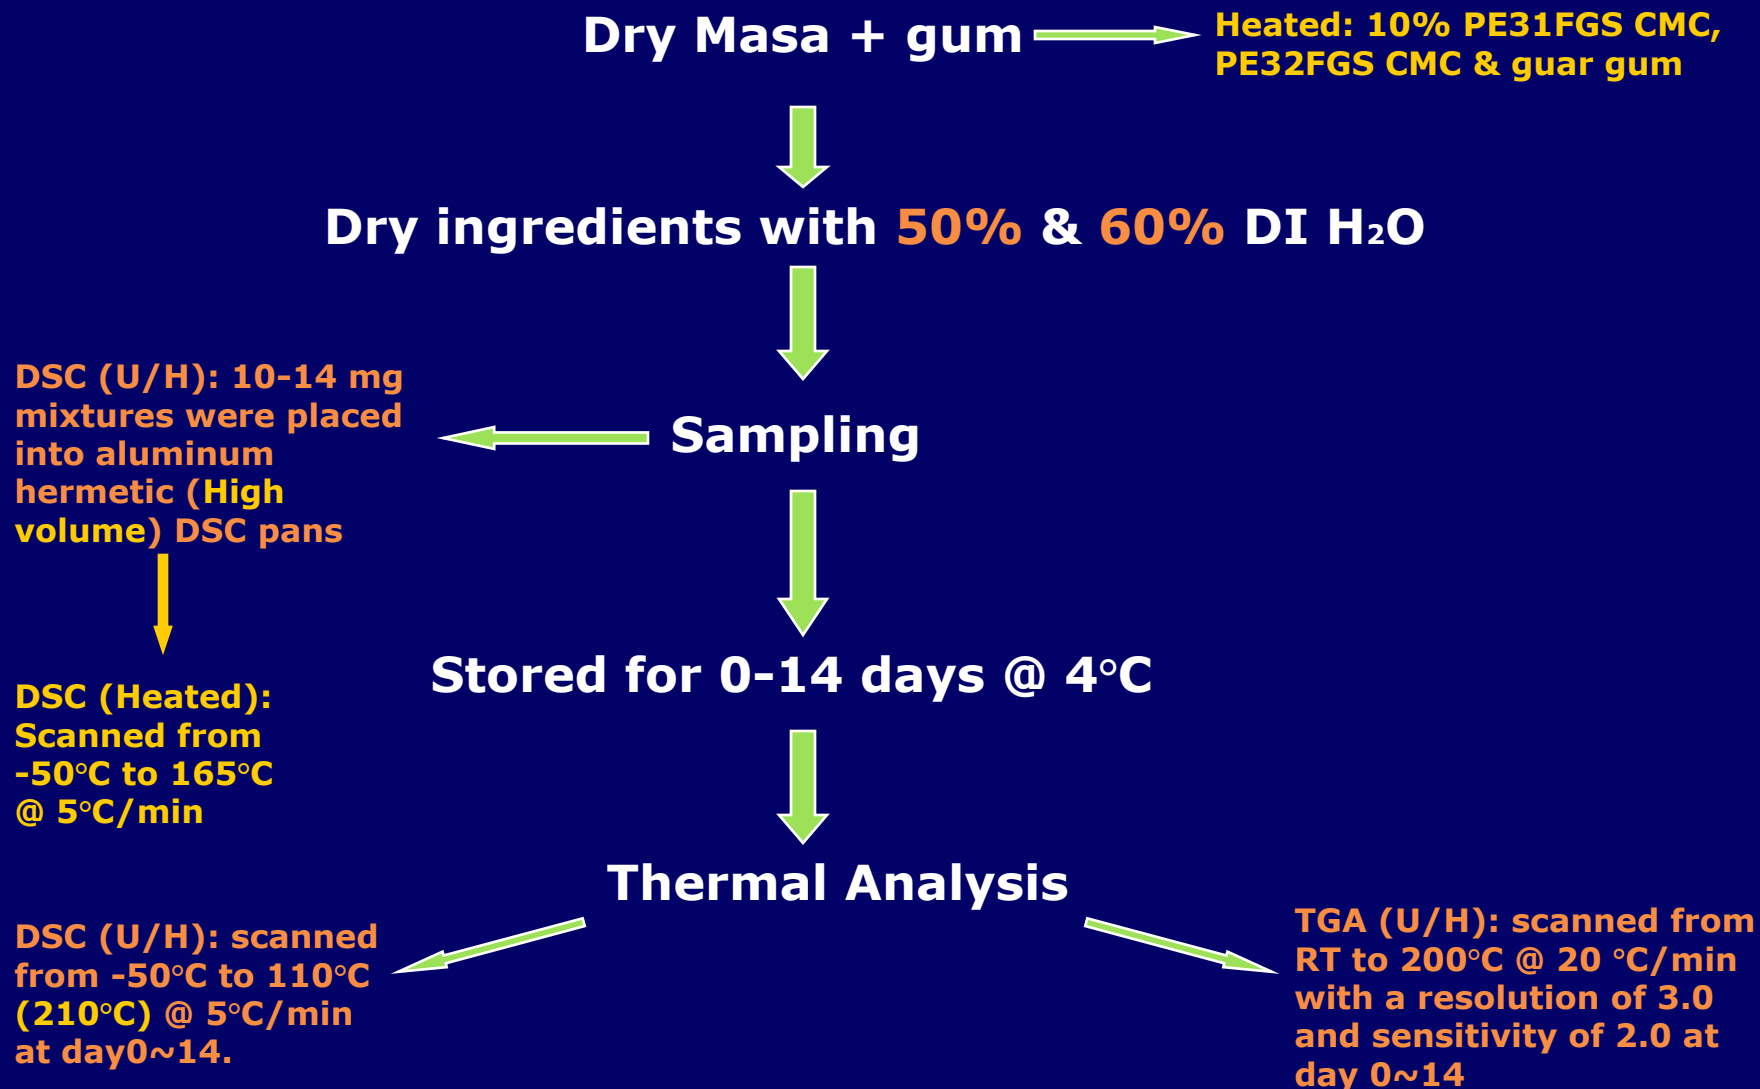 Dry Masa + gum
Heated: 10% PE31FGS CMC,
PE32FGS CMC & guar gum
Dry ingredients with 50% & 60% DI H₂O
Sampling
DSC (U/H): 10-14 mg
mixtures were placed
into aluminum
hermetic (High
volume) DSC pans
Stored for 0-14 days @ 4°C
DSC (Heated):
Scanned from
-50°C to 165°C
@ 5°C/min
Thermal Analysis
DSC (U/H): scanned
from -50°C to 110°C
(210°C) @ 5°C/min
at day0~14.
TGA (U/H): scanned from
RT to 200°C @ 20 °C/min
with a resolution of 3.0
and sensitivity of 2.0 at
day 0~14